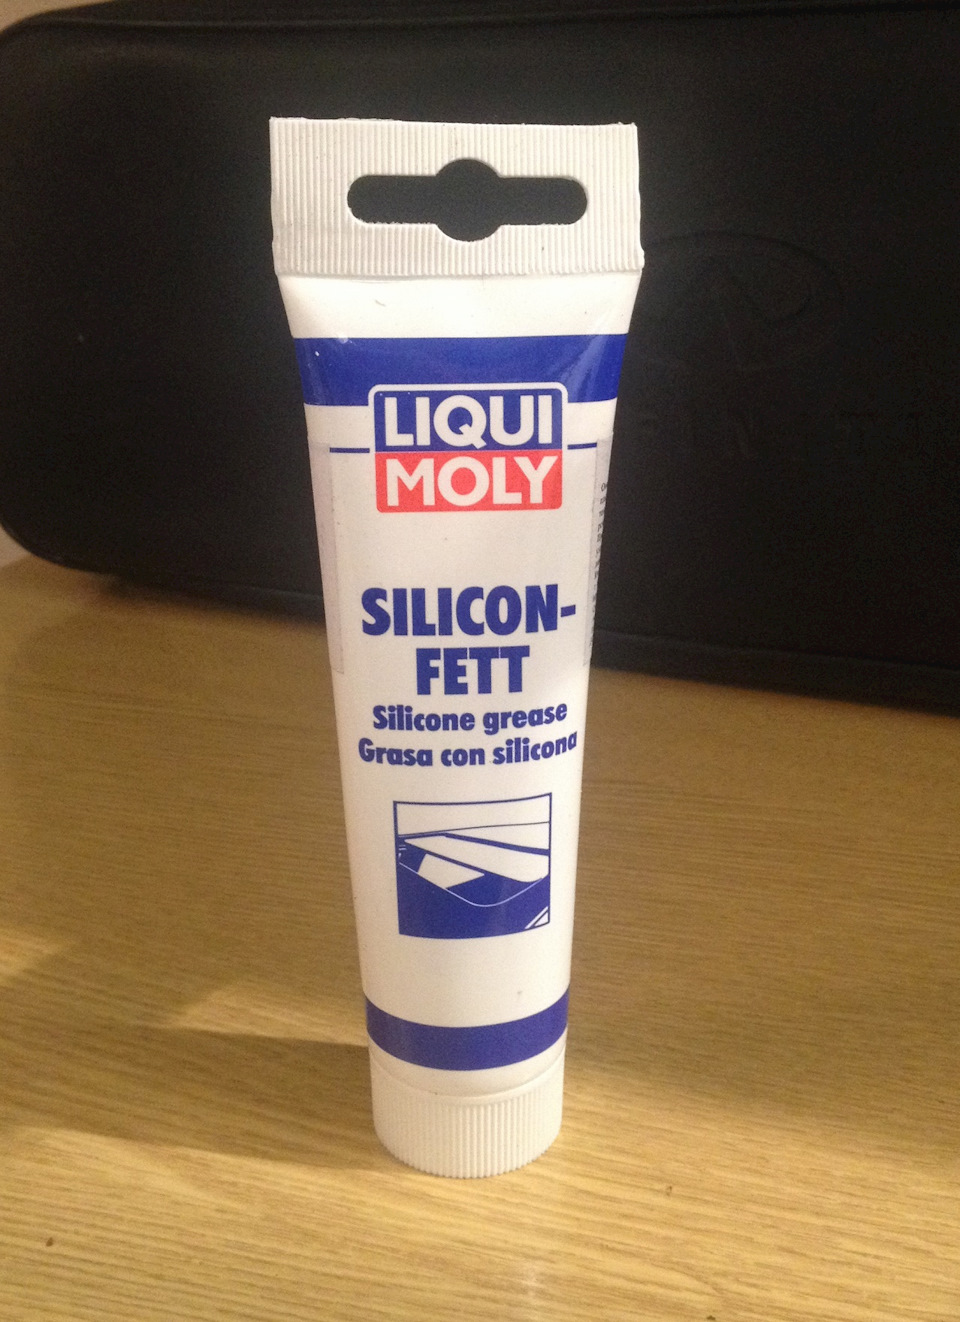 LIQUI
MOLY
SILICON-
FETT
Silicone grease
Grasa con silicona